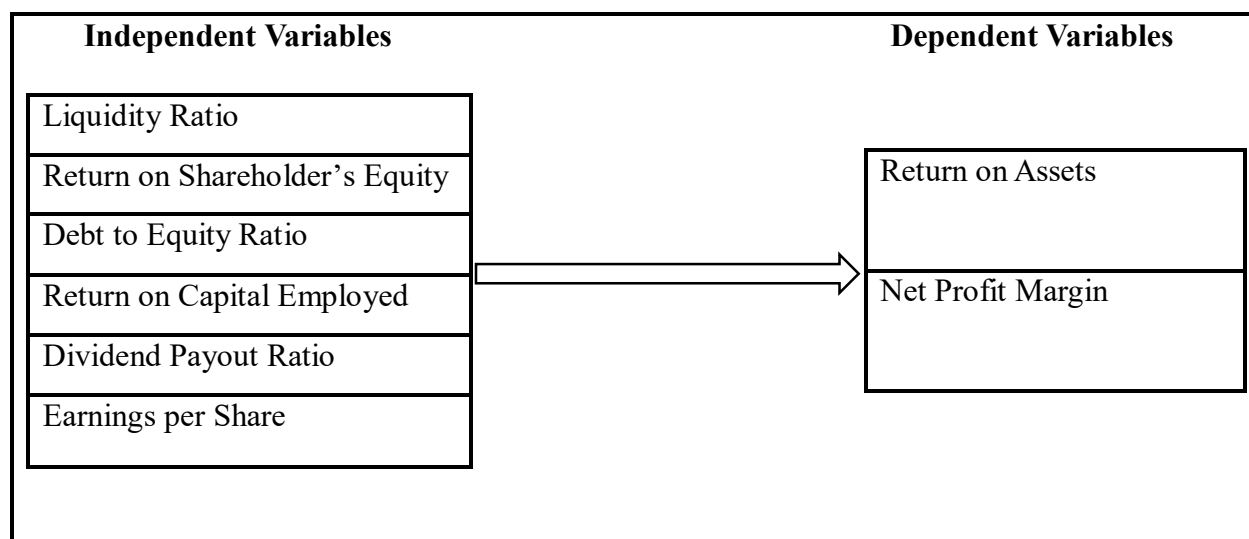 Independent Variables
Dependent Variables
Liquidity Ratio
Return on Shareholder’s Equity
Debt to Equity Ratio
Return on Capital Employed
Dividend Payout Ratio
Earnings per Share
Return on Assets
Net Profit Margin